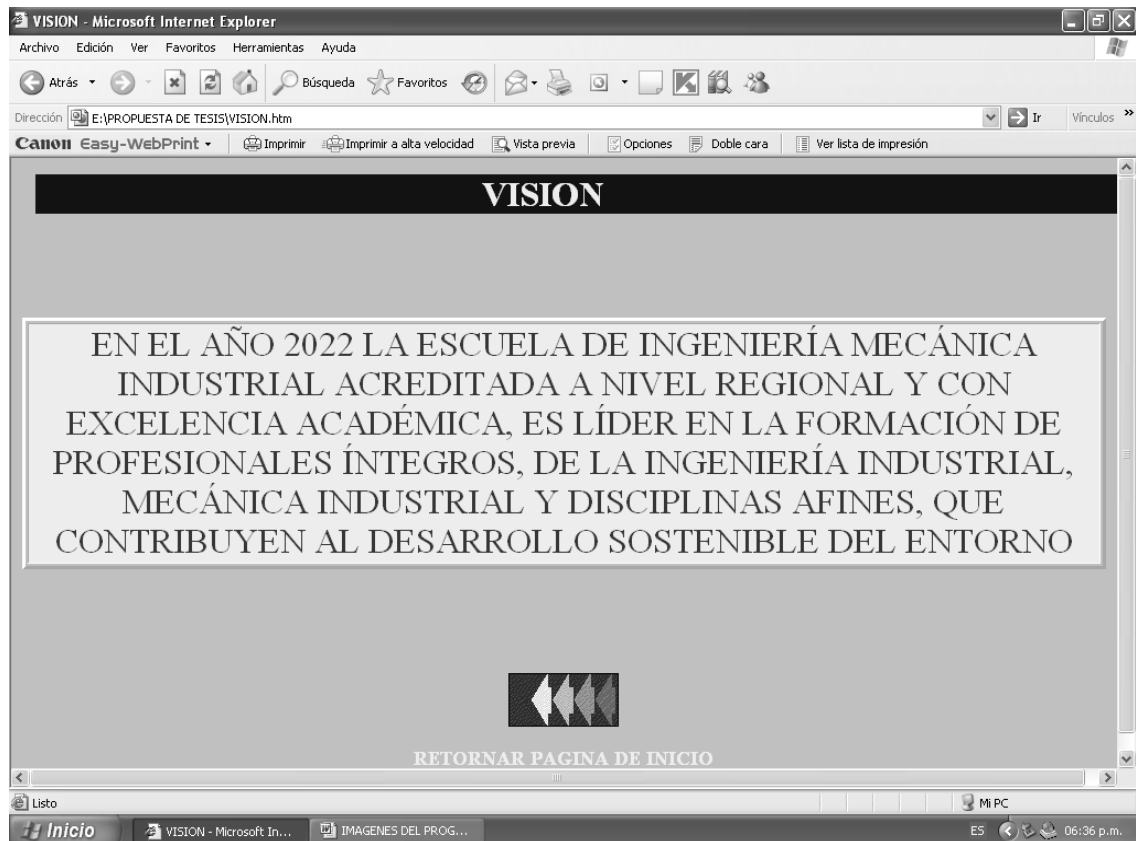 VISION - Microsoft Internet Explorer
Archivo Edición Ver Favoritos Herramientas Ayuda
Atrás Búsqueda Favoritos
Dirección E:\PROPUESTA DE TESIS\VISION.htm Ir Vínculos »
Canon Easy-WebPrint Imprimir Imprimir a alta velocidad Vista previa Opciones Doble cara Ver lista de impresión
VISION
EN EL AÑO 2022 LA ESCUELA DE INGENIERÍA MECÁNICA
INDUSTRIAL ACREDITADA A NIVEL REGIONAL Y CON
EXCELENCIA ACADÉMICA, ES LÍDER EN LA FORMACIÓN DE
PROFESIONALES ÍNTEGROS, DE LA INGENIERÍA INDUSTRIAL,
MECÁNICA INDUSTRIAL Y DISCIPLINAS AFINES, QUE
CONTRIBUYEN AL DESARROLLO SOSTENIBLE DEL ENTORNO
RETORNAR PAGINA DE INICIO
Listo Mi PC
Inicio VISION - Microsoft In... IMAGENES DEL PROG... ES 06:36 p.m.